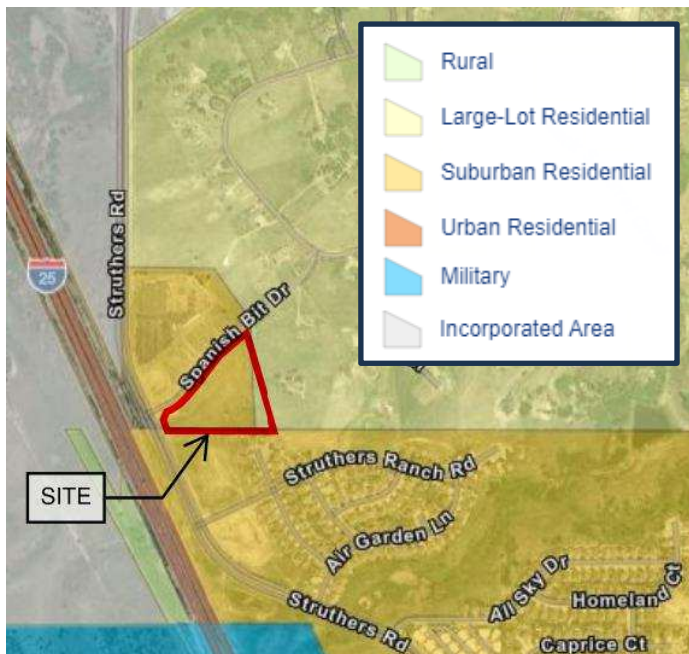 Rural
Large-Lot Residential
Suburban Residential
Urban Residential
Military
Incorporated Area
Struthers Rd
25
Spanish Bit Dr
SITE
Struthers Ranch Rd
Air Garden Ln
Struthers Rd
All Sky Dr
Homeland Ct
Caprice Ct